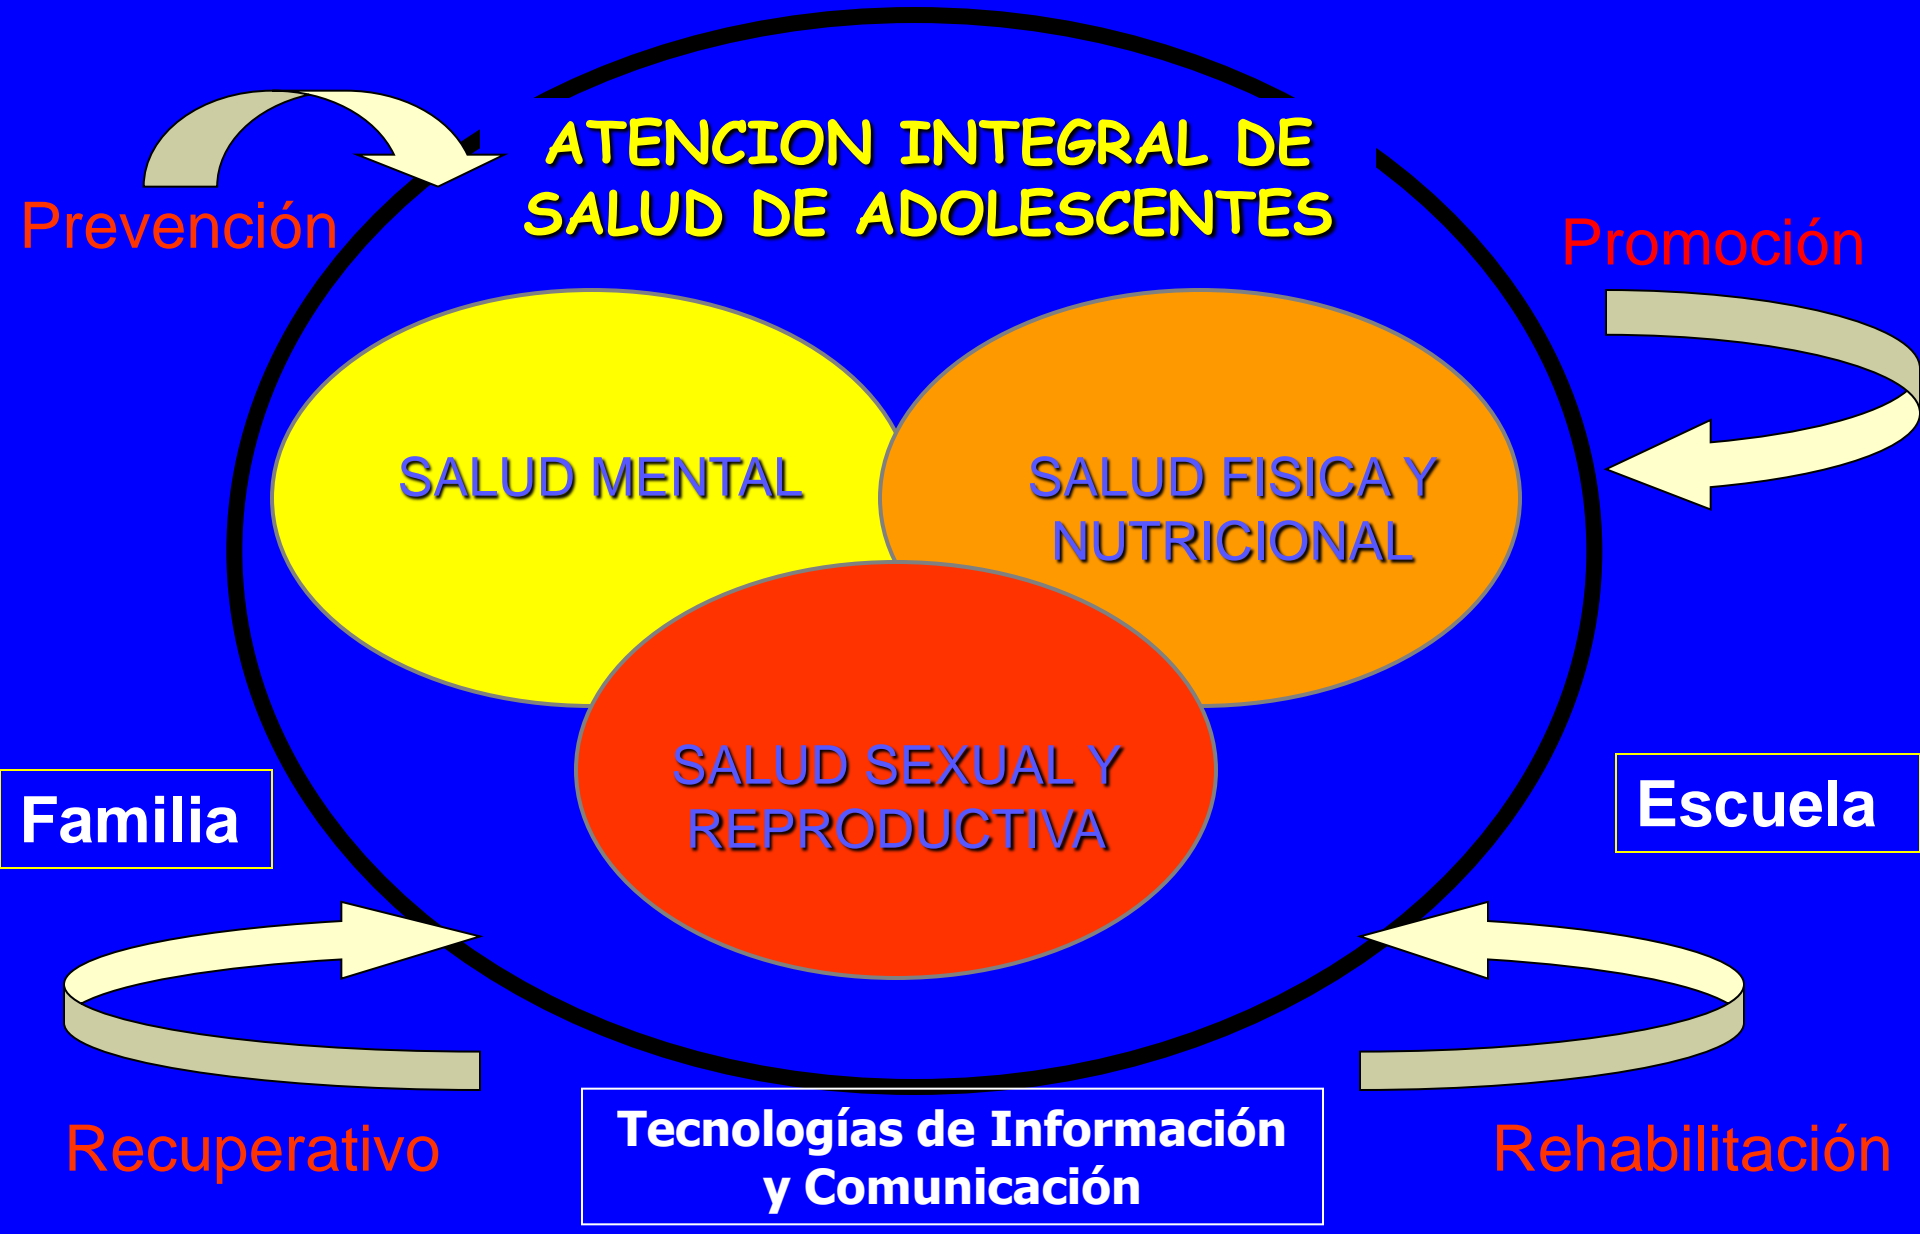 ATENCION INTEGRAL DE
SALUD DE ADOLESCENTES
Prevención
Promoción
SALUD MENTAL
SALUD FISICA Y
NUTRICIONAL
SALUD SEXUAL Y
REPRODUCTIVA
Familia
Escuela
Recuperativo
Tecnologías de Información
y Comunicación
Rehabilitación